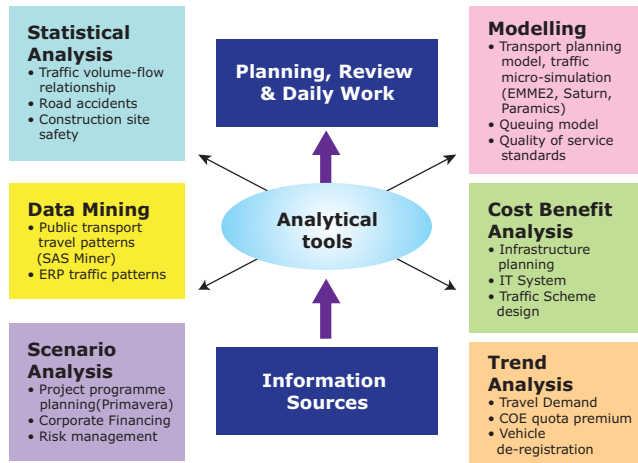 Statistical
Analysis
• Traffic volume-flow
relationship
• Road accidents
• Construction site
safety
Planning, Review
& Daily Work
Modelling
• Transport planning
model, traffic
micro-simulation
(EMME2, Saturn,
Paramics)
• Queuing model
• Quality of service
standards
Data Mining
• Public transport
travel patterns
(SAS Miner)
• ERP traffic patterns
Analytical
tools
Cost Benefit
Analysis
• Infrastructure
planning
• IT System
• Traffic Scheme
design
Scenario
Analysis
• Project programme
planning(Primavera)
• Corporate Financing
• Risk management
Information
Sources
Trend
Analysis
• Travel Demand
• COE quota premium
• Vehicle
de-registration